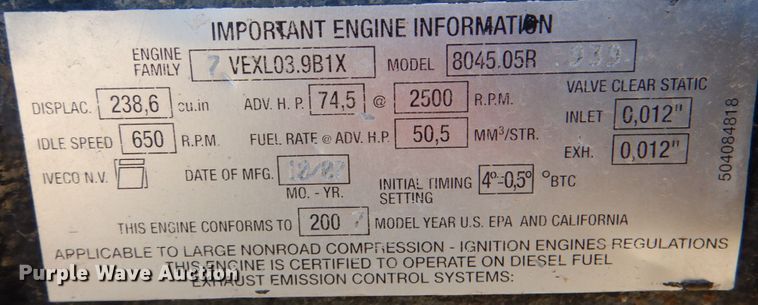 IMPORTANT ENGINE INFORMATION
ENGINE FAMILY 7 VEXL03.9B1X MODEL 8045.05R .939
DISPLAC. 238,6 cu.in ADV. H. P. 74,5 @ 2500 R.P.M. VALVE CLEAR STATIC
INLET 0,012"
IDLE SPEED 650 R.P.M. FUEL RATE @ ADV. H.P. 50,5 MM³/STR.
EXH. 0,012"
IVECO N.V. DATE OF MFG.
MO. - YR.
INITIAL TIMING SETTING 4°-0,5° °BTC
THIS ENGINE CONFORMS TO 200 7 MODEL YEAR U.S. EPA AND CALIFORNIA
APPLICABLE TO LARGE NONROAD COMPRESSION - IGNITION ENGINES REGULATIONS
THIS ENGINE IS CERTIFIED TO OPERATE ON DIESEL FUEL
EXHAUST EMISSION CONTROL SYSTEMS:
504084818
Purple Wave Auction